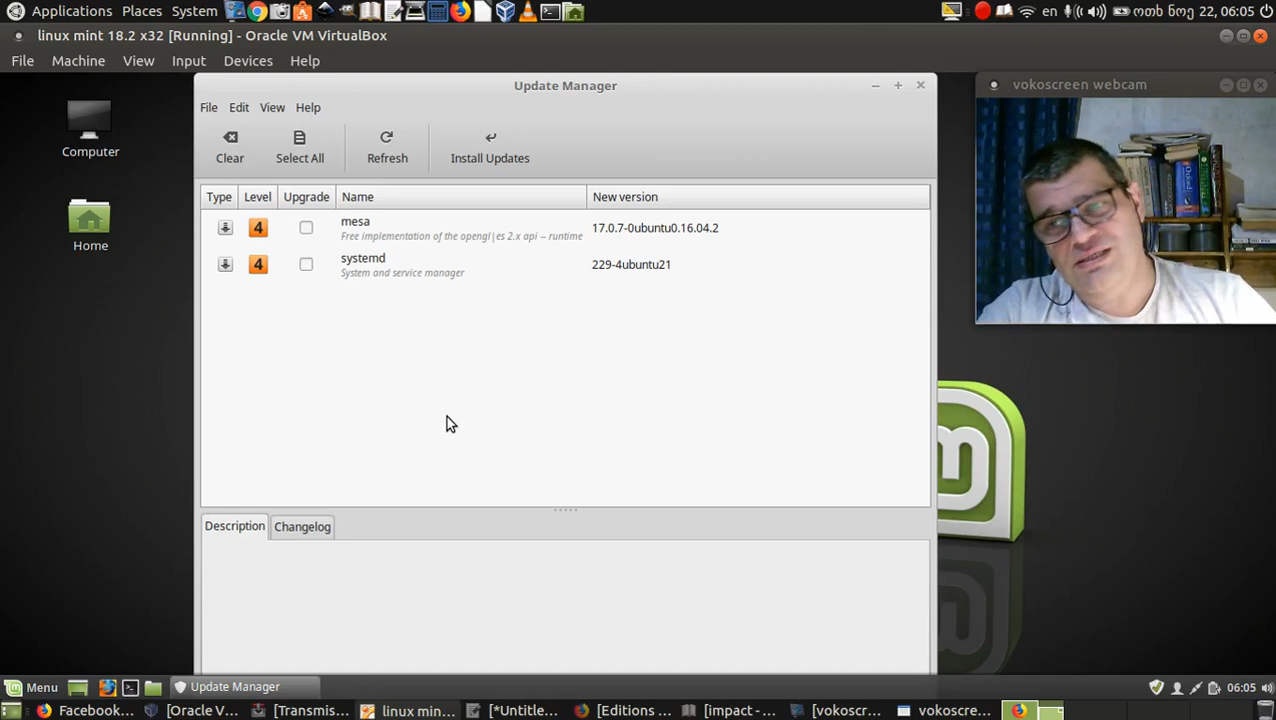 Applications Places System en ოთხ ნოე 22, 06:05
linux mint 18.2 x32 [Running] - Oracle VM VirtualBox
File Machine View Input Devices Help
Update Manager
vokoscreen webcam
File Edit View Help
Computer
Clear Select All Refresh Install Updates
Type Level Upgrade Name New version
4 mesa 17.0.7-0ubuntu0.16.04.2
Free implementation of the opengl|es 2.x api -- runtime
Home
4 systemd 229-4ubuntu21
System and service manager
Description Changelog
Menu Update Manager 06:05
Facebook... [Oracle V... [Transmis... linux min... [*Untitle... [Editions ... [impact -... [vokoscr... vokoscre...